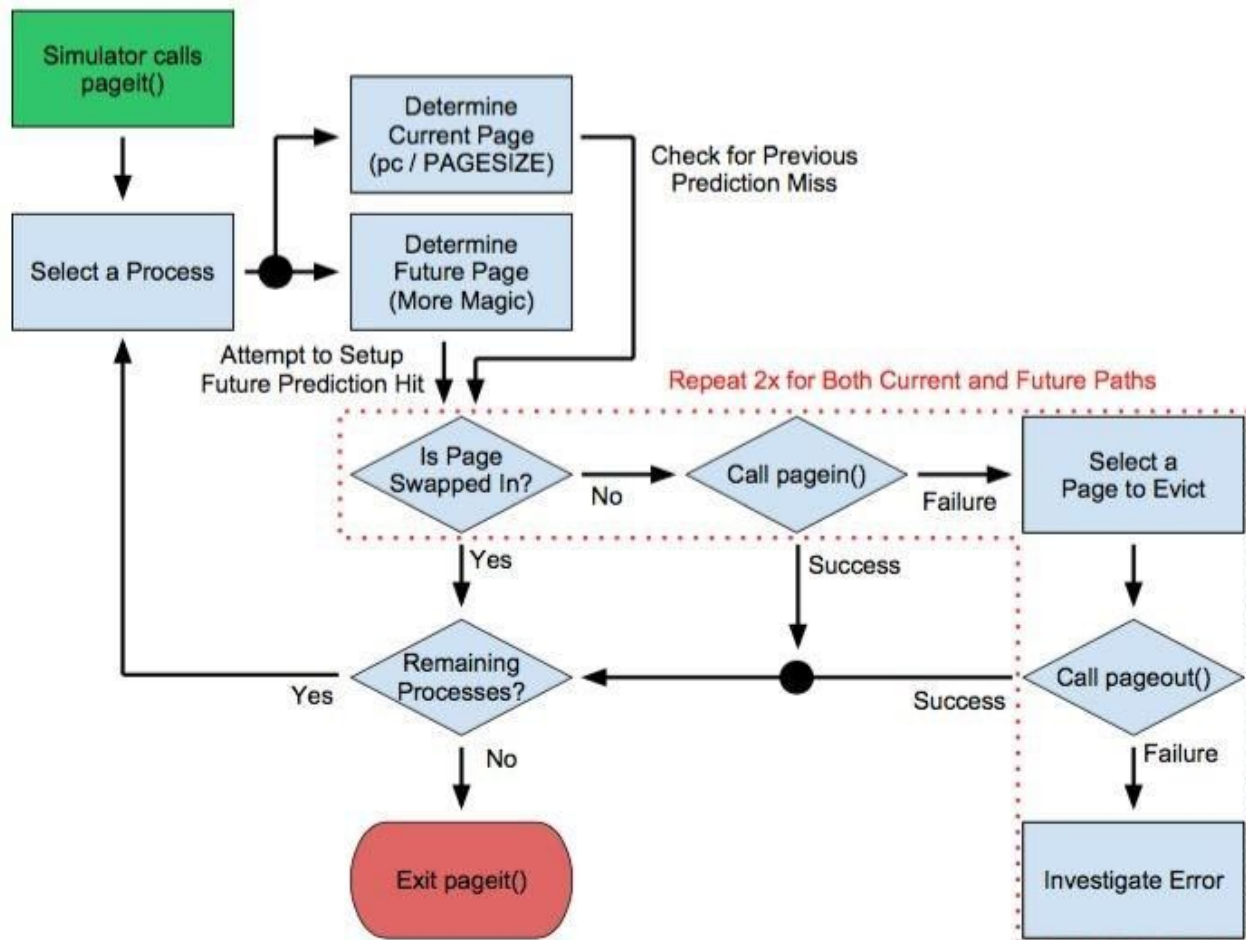 Simulator calls
pageit()
Determine
Current Page
(pc / PAGESIZE)
Check for Previous
Prediction Miss
Select a Process
Determine
Future Page
(More Magic)
Attempt to Setup
Future Prediction Hit
Repeat 2x for Both Current and Future Paths
Is Page
Swapped In?
No
Call pagein()
Failure
Select a
Page to Evict
Yes
Success
Remaining
Processes?
Yes
Success
Call pageout()
No
Failure
Exit pageit()
Investigate Error